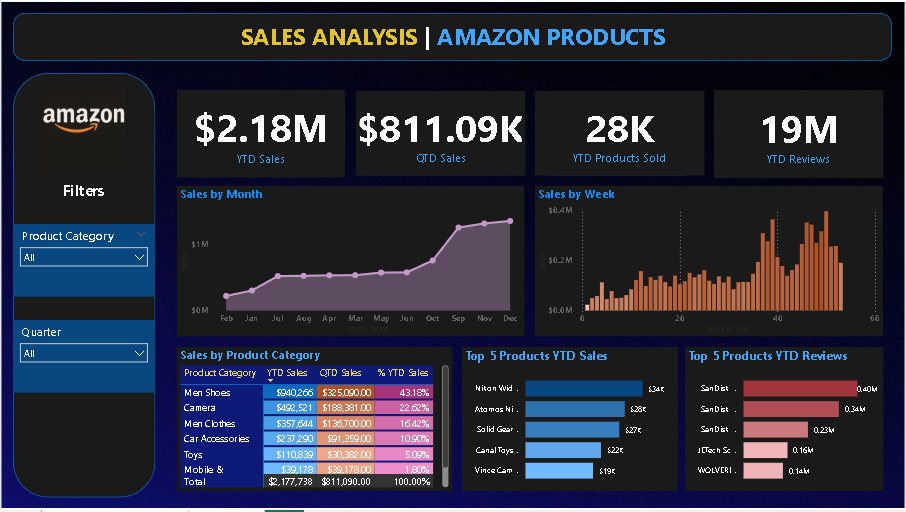 SALES ANALYSIS | AMAZON PRODUCTS
amazon
Filters
Product Category
All
Quarter
All
$2.18M
YTD Sales
$811.09K
QTD Sales
28K
YTD Products Sold
19M
YTD Reviews
Sales by Month
$1M
$0M
Feb Jan Jul Aug Apr Mar May Jun Oct Sep Nov Dec
Sales by Week
$0.4M
$0.2M
$0.0M
0 20 40 60
Sales by Product Category
Product Category YTD Sales QTD Sales % YTD Sales
Men Shoes $940,266 $325,090.00 43.18%
Camera $492,521 $188,381.00 22.62%
Men Clothes $357,644 $136,700.00 16.42%
Car Accessories $237,290 $91,359.00 10.90%
Toys $110,839 $30,382.00 5.09%
Mobile & $39,178 $39,178.00 1.80%
Total $2,177,738 $811,090.00 100.00%
Top 5 Products YTD Sales
Nikon Wid... $34K
Atomos Ni... $28K
Solid Gear... $27K
Canal Toys... $22K
Vince Cam... $19K
Top 5 Products YTD Reviews
SanDist... 0.40M
SanDist... 0.34M
SanDist... 0.23M
JETech Sc... 0.16M
WOLVERI... 0.14M